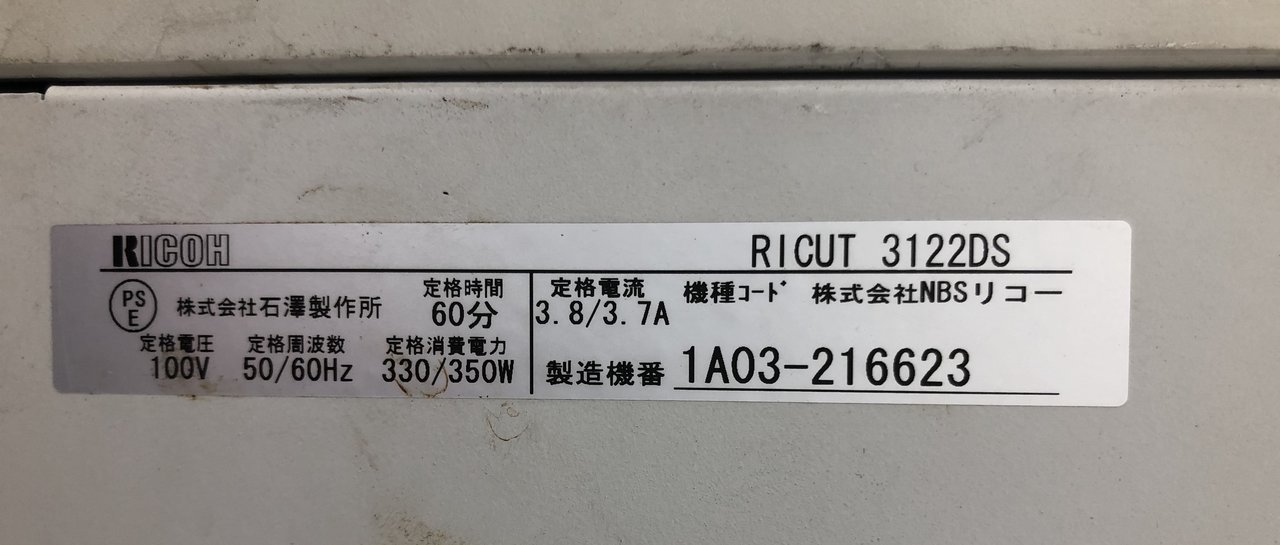 RICOH RICUT 3122DS
PS
E
株式会社石澤製作所
定格時間
60分
定格電圧
100V
定格周波数
50/60Hz
定格消費電力
330/350W
定格電流
3.8/3.7A
機種コード 株式会社NBSリコー
製造機番 1A03-216623